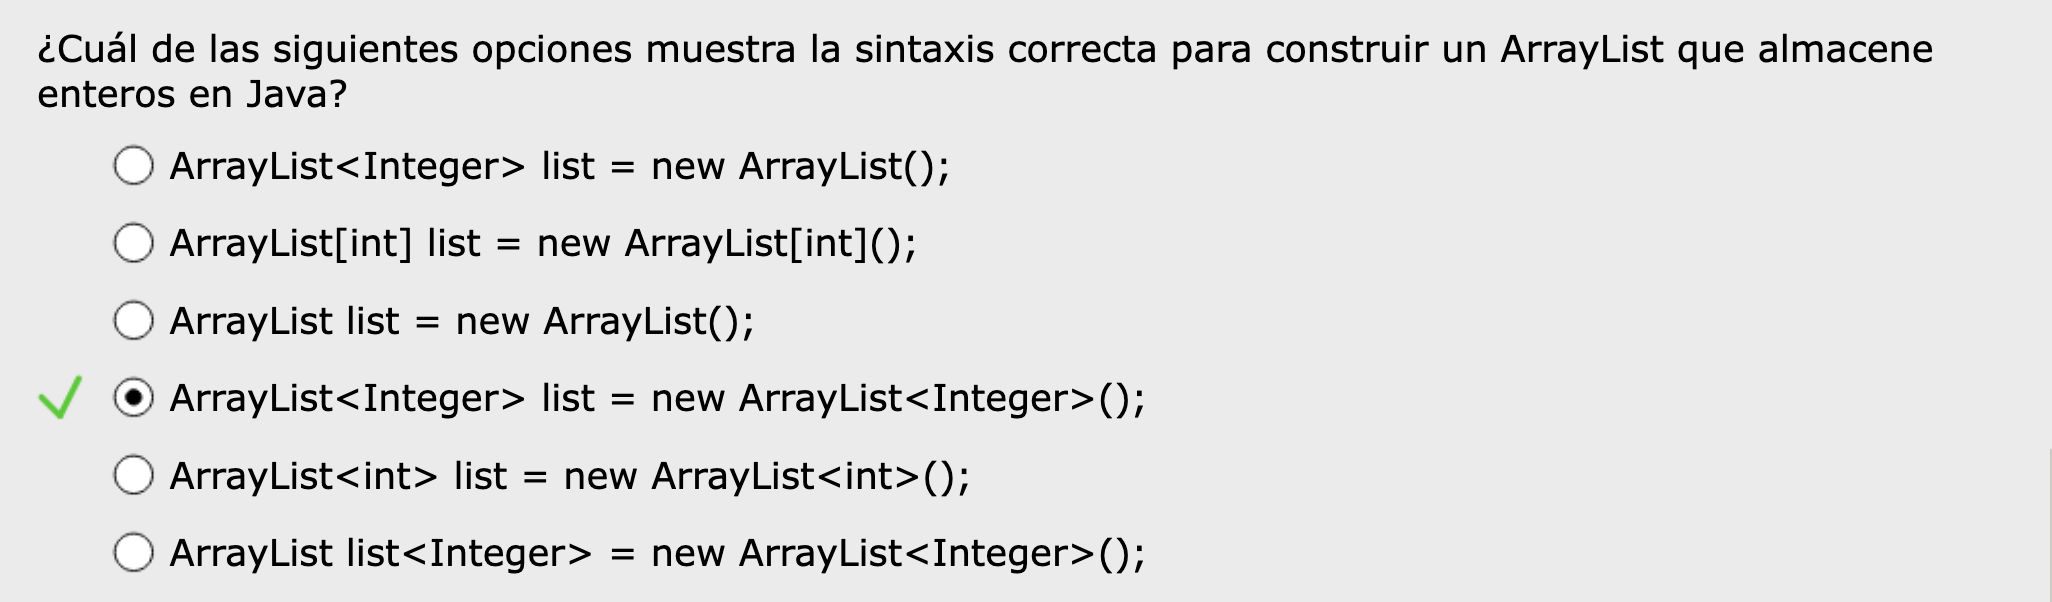 ¿Cuál de las siguientes opciones muestra la sintaxis correcta para construir un ArrayList que almacene
enteros en Java?
ArrayList<Integer> list = new ArrayList();
ArrayList[int] list = new ArrayList[int]();
ArrayList list = new ArrayList();
ArrayList<Integer> list = new ArrayList<Integer>();
ArrayList<int> list = new ArrayList<int>();
ArrayList list<Integer> = new ArrayList<Integer>();